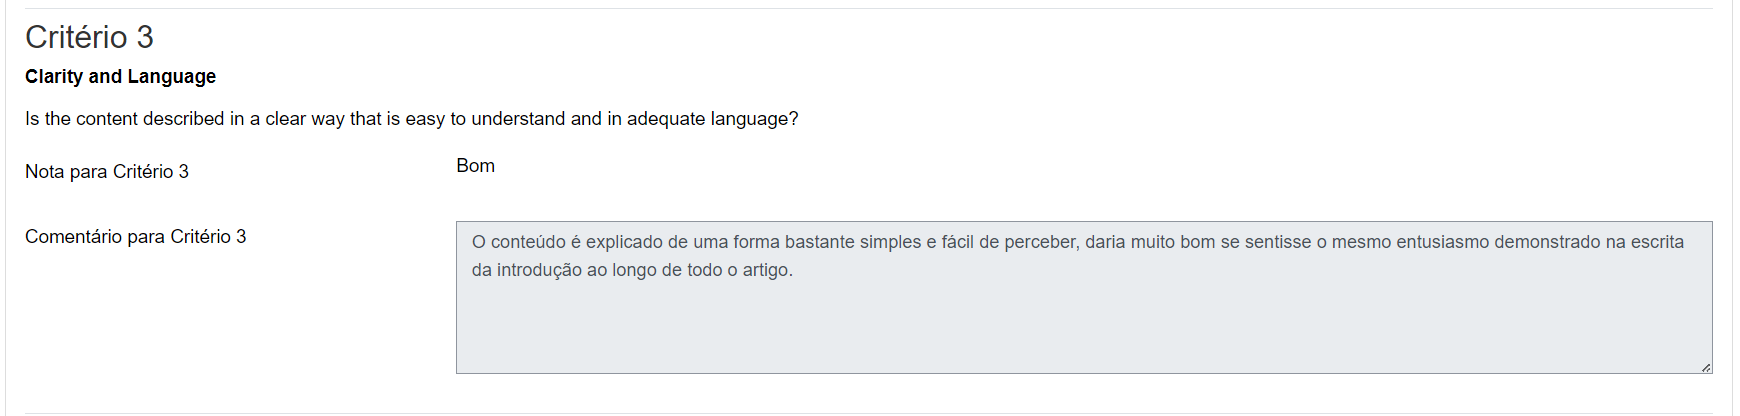 Critério 3
Clarity and Language
Is the content described in a clear way that is easy to understand and in adequate language?
Nota para Critério 3
Bom
Comentário para Critério 3
O conteúdo é explicado de uma forma bastante simples e fácil de perceber, daria muito bom se sentisse o mesmo entusiasmo demonstrado na escrita
da introdução ao longo de todo o artigo.